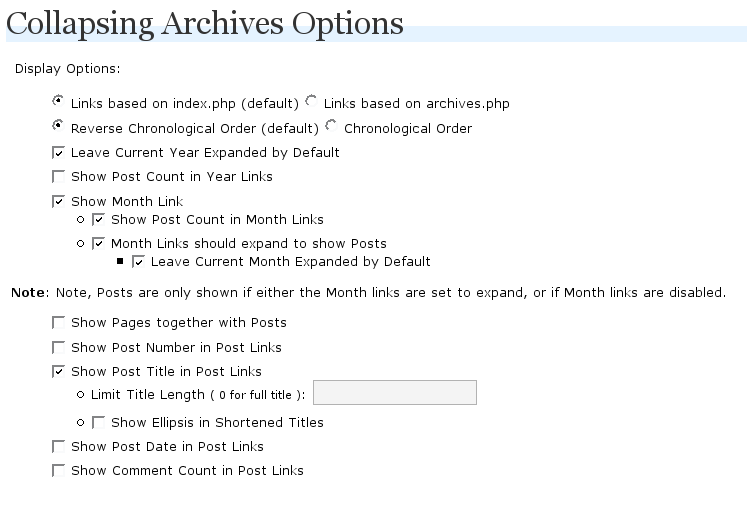 Collapsing Archives Options
Display Options:
Links based on index.php (default) Links based on archives.php
Reverse Chronological Order (default) Chronological Order
Leave Current Year Expanded by Default
Show Post Count in Year Links
Show Month Link
Show Post Count in Month Links
Month Links should expand to show Posts
Leave Current Month Expanded by Default
Note: Note, Posts are only shown if either the Month links are set to expand, or if Month links are disabled.
Show Pages together with Posts
Show Post Number in Post Links
Show Post Title in Post Links
Limit Title Length ( 0 for full title ):
Show Ellipsis in Shortened Titles
Show Post Date in Post Links
Show Comment Count in Post Links